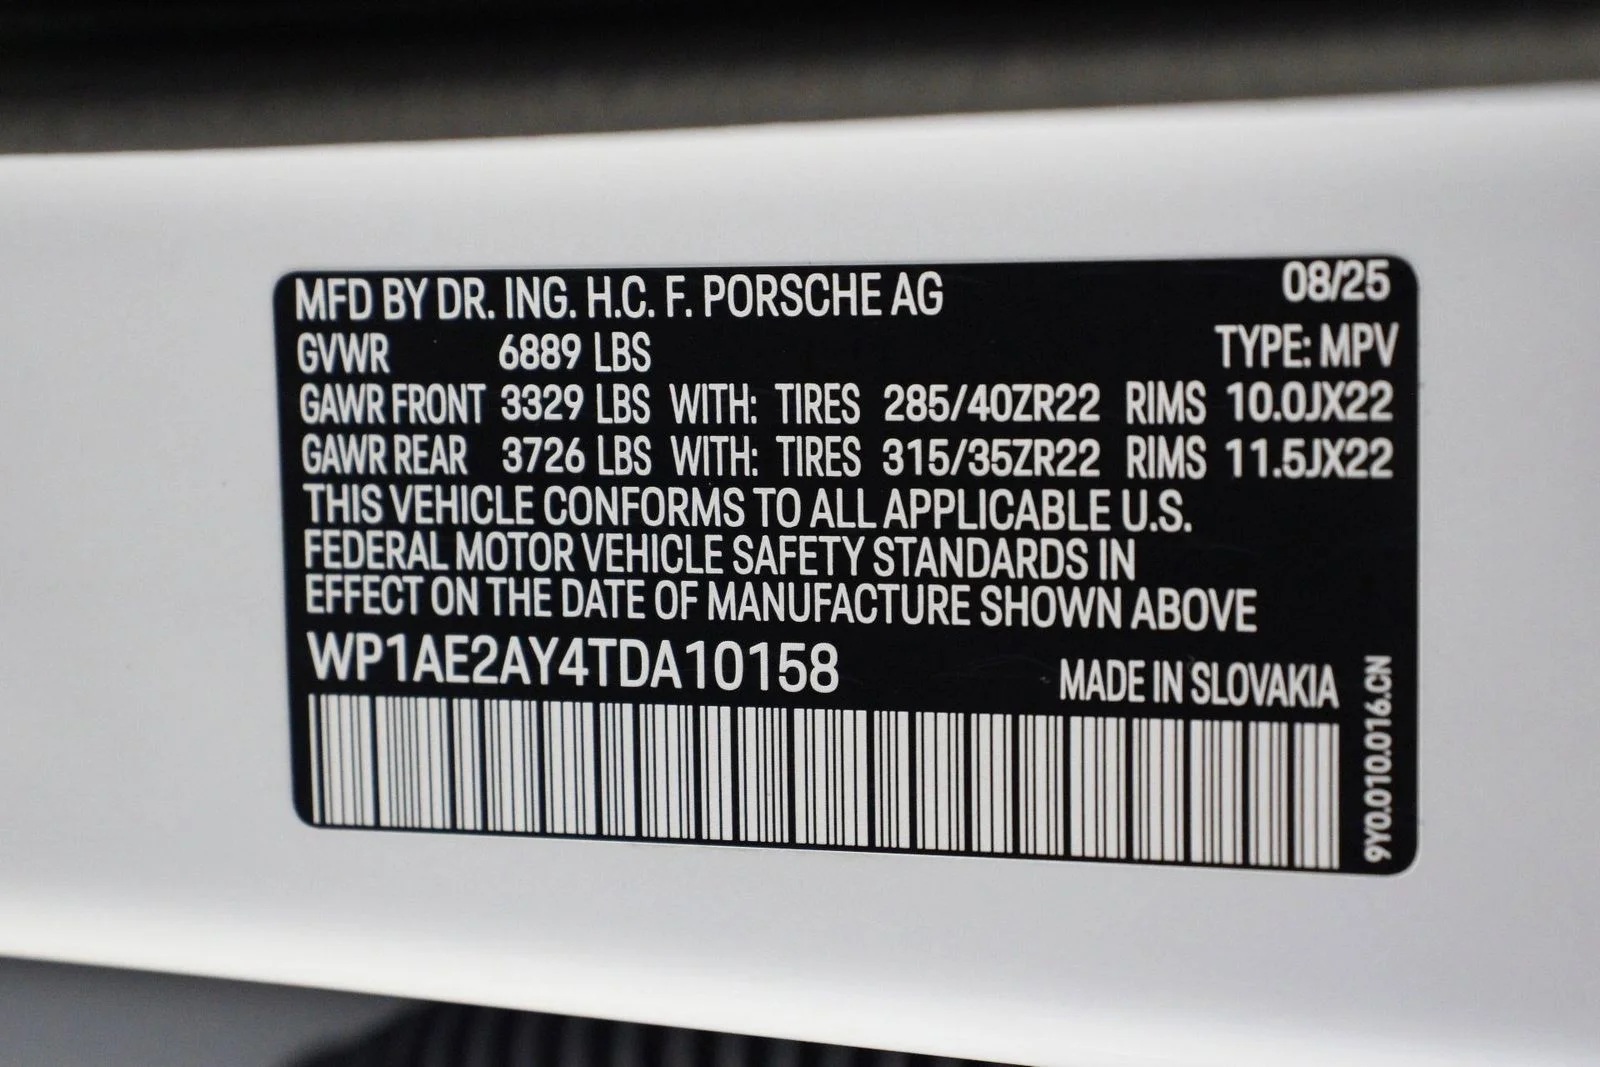 MFD BY DR. ING. H.C. F. PORSCHE AG 08/25
GVWR 6889 LBS TYPE: MPV
GAWR FRONT 3329 LBS WITH: TIRES 285/40ZR22 RIMS 10.0JX22
GAWR REAR 3726 LBS WITH: TIRES 315/35ZR22 RIMS 11.5JX22
THIS VEHICLE CONFORMS TO ALL APPLICABLE U.S.
FEDERAL MOTOR VEHICLE SAFETY STANDARDS IN
EFFECT ON THE DATE OF MANUFACTURE SHOWN ABOVE
WP1AE2AY4TDA10158 MADE IN SLOVAKIA
9Y0.010.016.CN